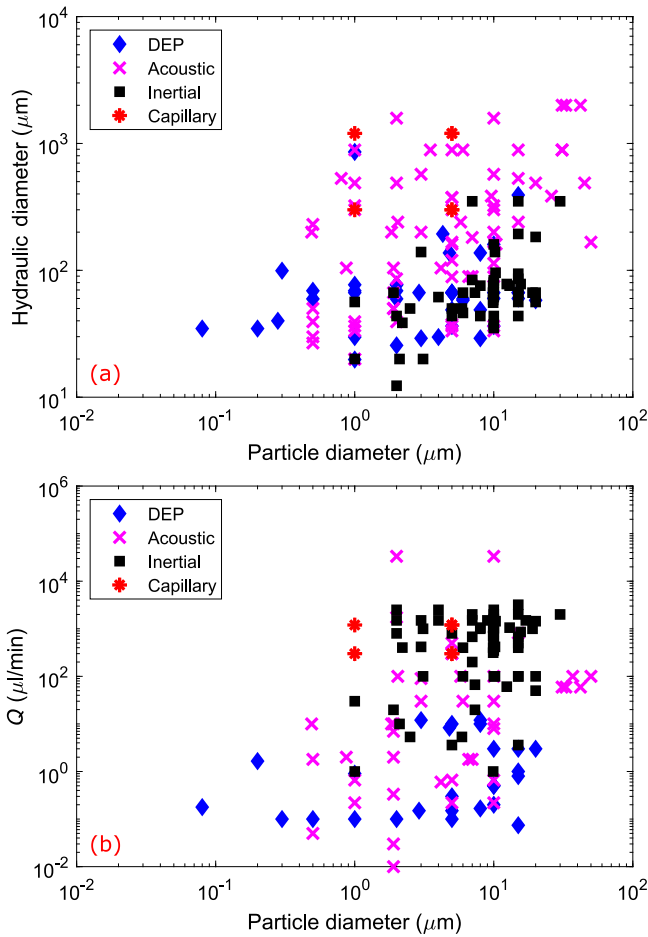 10^4
DEP
Acoustic
Inertial
Capillary
10^3
Hydraulic diameter (μm)
10^2
(a)
10^1
10^-2 10^-1 10^0 10^1 10^2
Particle diameter (μm)
10^6
DEP
Acoustic
Inertial
Capillary
10^4
10^2
Q (μl/min)
10^0
(b)
10^-2
10^-2 10^-1 10^0 10^1 10^2
Particle diameter (μm)